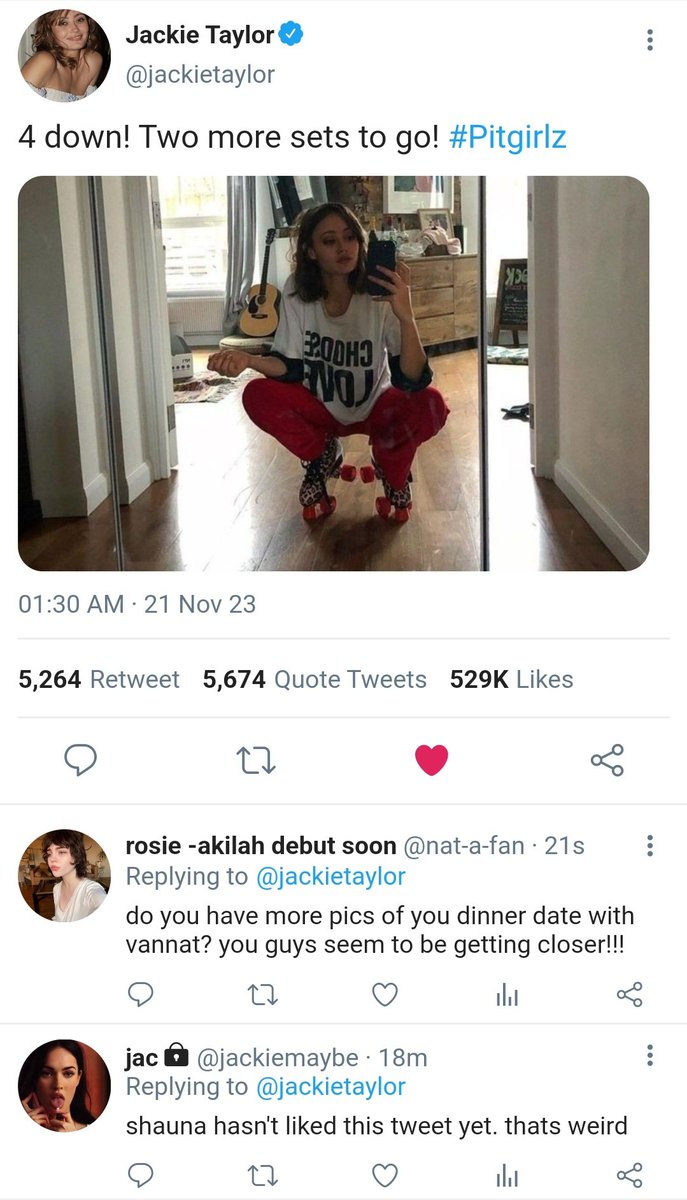 Jackie Taylor
@jackietaylor
4 down! Two more sets to go! #Pitgirlz
CHOOSE
LOVE
01:30 AM · 21 Nov 23
5,264 Retweet 5,674 Quote Tweets 529K Likes
rosie -akilah debut soon @nat-a-fan · 21s
Replying to @jackietaylor
do you have more pics of you dinner date with
vannat? you guys seem to be getting closer!!!
jac @jackiemaybe · 18m
Replying to @jackietaylor
shauna hasn't liked this tweet yet. thats weird